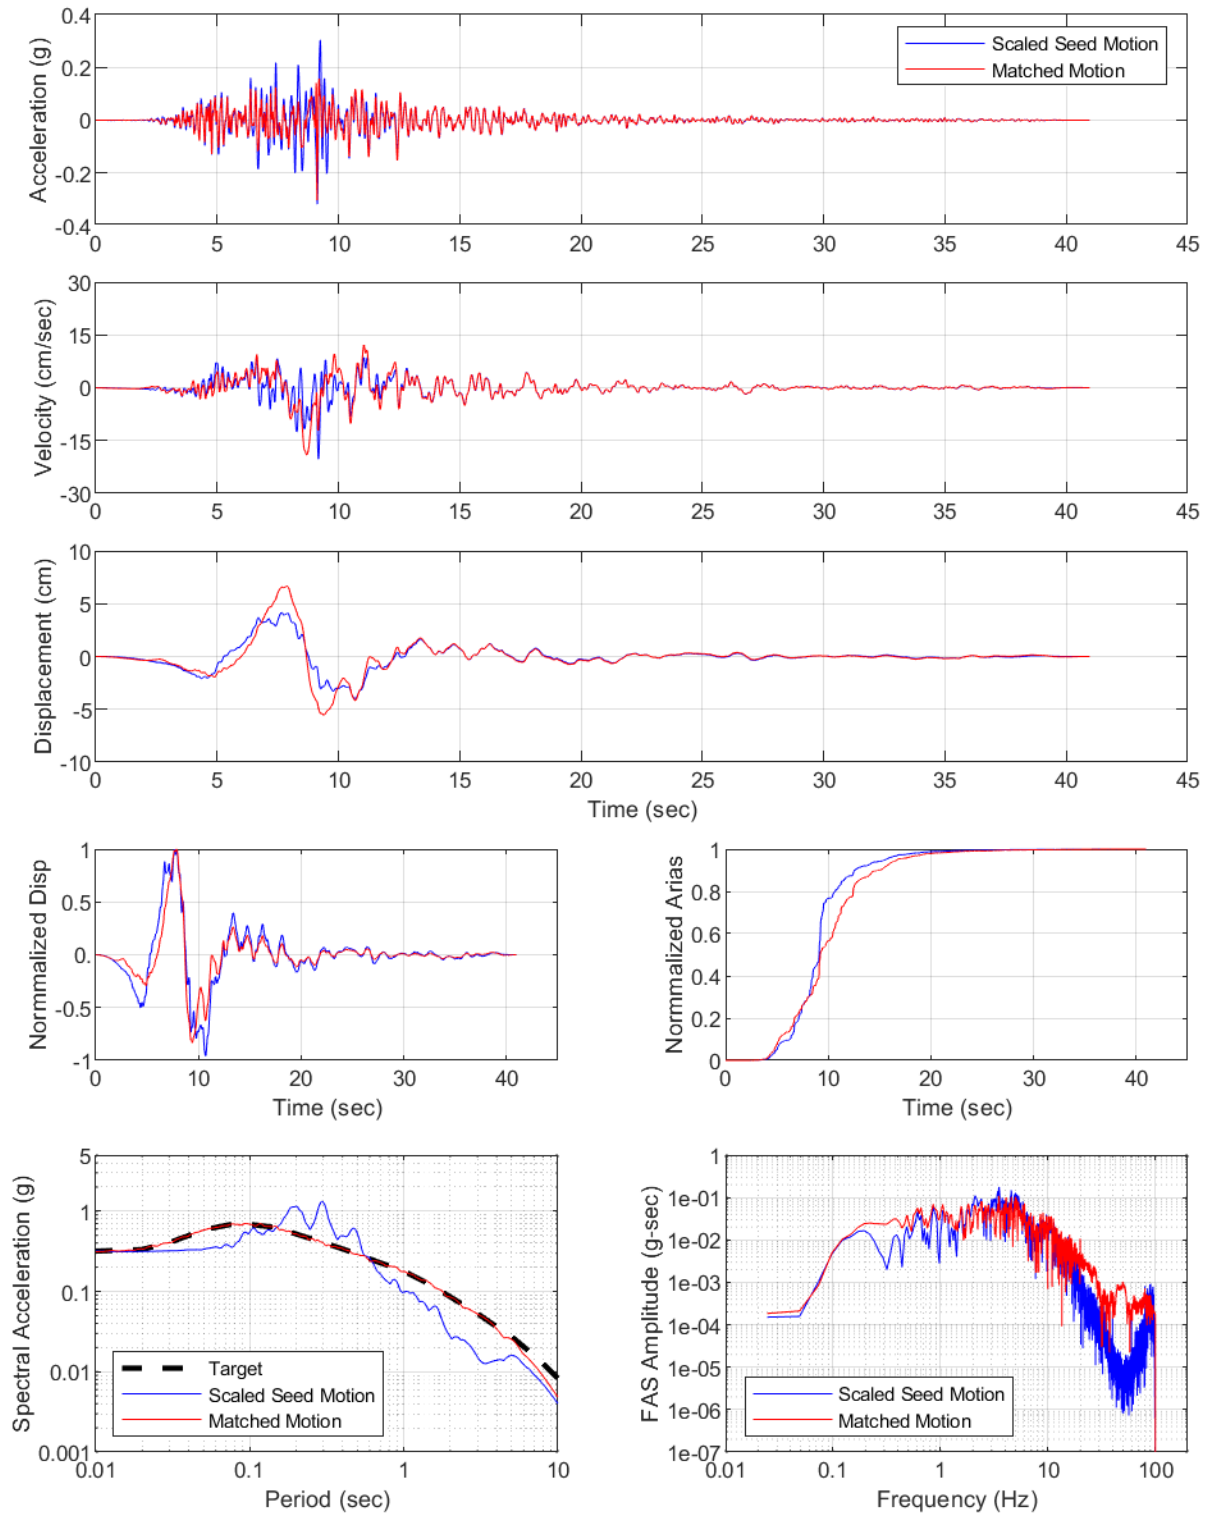 0.4
0.2
0
-0.2
-0.4
Acceleration (g)
Scaled Seed Motion
Matched Motion
0 5 10 15 20 25 30 35 40 45
30
15
0
-15
-30
Velocity (cm/sec)
0 5 10 15 20 25 30 35 40 45
10
5
0
-5
-10
Displacement (cm)
0 5 10 15 20 25 30 35 40 45
Time (sec)
1
0.5
0
-0.5
-1
Normmalized Disp
0 10 20 30 40
Time (sec)
1
0.8
0.6
0.4
0.2
0
Normmalized Arias
0 10 20 30 40
Time (sec)
5
1
0.1
0.01
0.001
Spectral Acceleration (g)
Target
Scaled Seed Motion
Matched Motion
0.01 0.1 1 10
Period (sec)
1
1e-01
1e-02
1e-03
1e-04
1e-05
1e-06
1e-07
FAS Amplitude (g-sec)
Scaled Seed Motion
Matched Motion
0.01 0.1 1 10 100
Frequency (Hz)